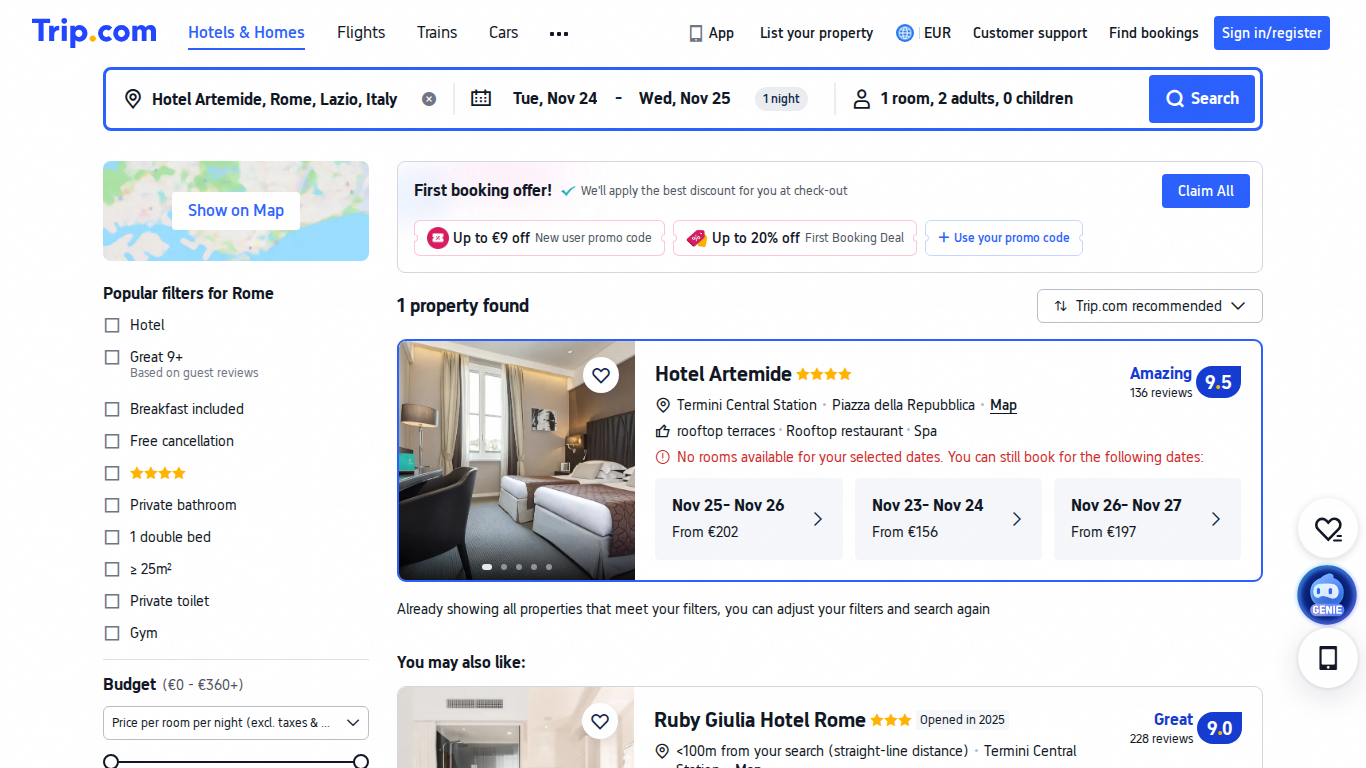 Trip.com
Hotels & Homes
Flights
Trains
Cars
App
List your property
EUR
Customer support
Find bookings
Sign in/register
Hotel Artemide, Rome, Lazio, Italy
Tue, Nov 24 - Wed, Nov 25
1 night
1 room, 2 adults, 0 children
Search
Show on Map
First booking offer!
We'll apply the best discount for you at check-out
Claim All
Up to €9 off New user promo code
Up to 20% off First Booking Deal
+ Use your promo code
Popular filters for Rome
Hotel
Great 9+
Based on guest reviews
Breakfast included
Free cancellation
Private bathroom
1 double bed
≥ 25m²
Private toilet
Gym
Budget (€0 - €360+)
Price per room per night (excl. taxes & ...
1 property found
Trip.com recommended
Hotel Artemide
Amazing
136 reviews
9.5
Termini Central Station · Piazza della Repubblica · Map
rooftop terraces · Rooftop restaurant · Spa
No rooms available for your selected dates. You can still book for the following dates:
Nov 25- Nov 26
From €202
Nov 23- Nov 24
From €156
Nov 26- Nov 27
From €197
Already showing all properties that meet your filters, you can adjust your filters and search again
You may also like:
Ruby Giulia Hotel Rome
Opened in 2025
Great
228 reviews
9.0
<100m from your search (straight-line distance) · Termini Central
Station · Map
GENIE